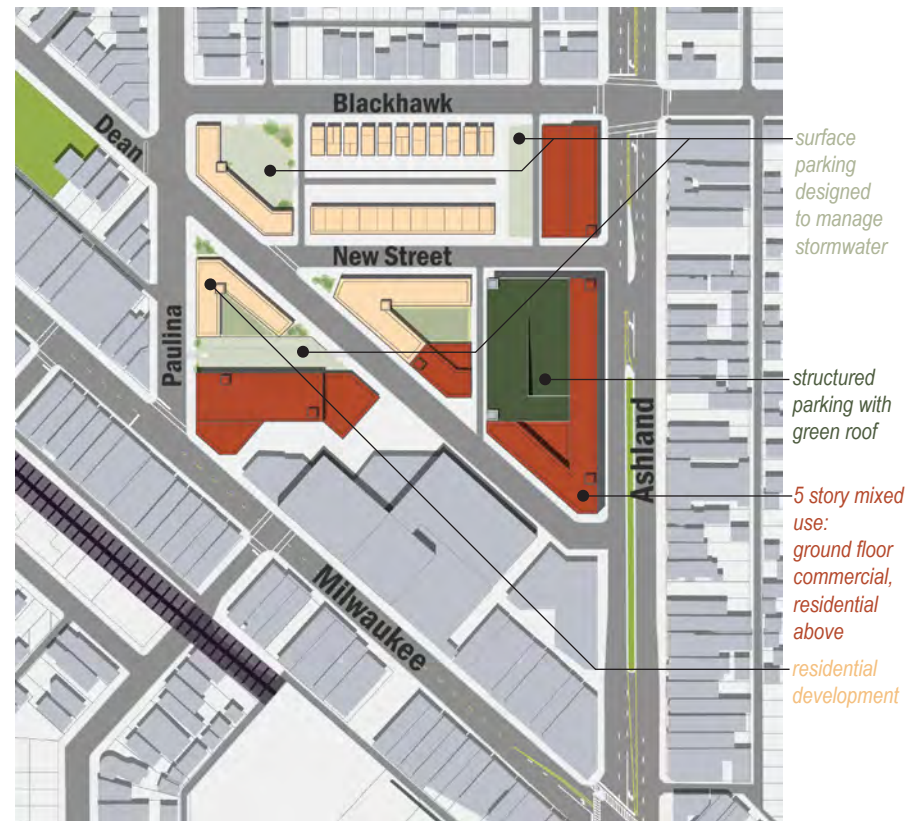 Blackhawk
Dean
surface
parking
designed
to manage
stormwater
New Street
Paulina
structured
parking with
green roof
Ashland
5 story mixed
use:
ground floor
commercial,
residential
above
Milwaukee
residential
development